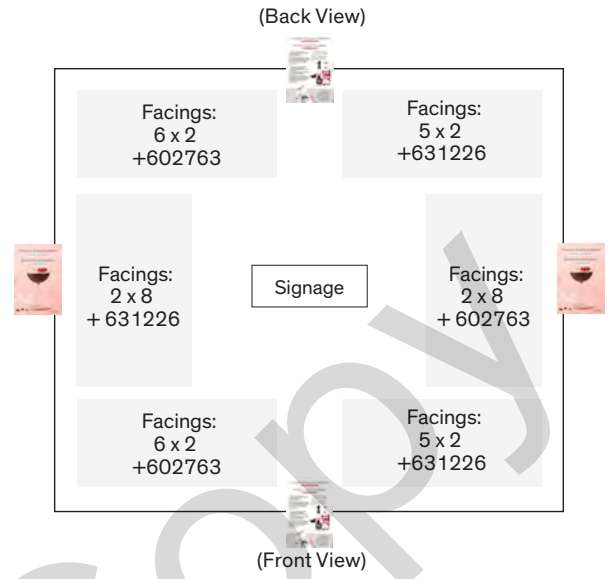 (Back View)
Facings:
6 x 2
+602763
Facings:
5 x 2
+631226
Facings:
2 x 8
+ 631226
Signage
Facings:
2 x 8
+ 602763
Facings:
6 x 2
+602763
Facings:
5 x 2
+631226
(Front View)
Copy